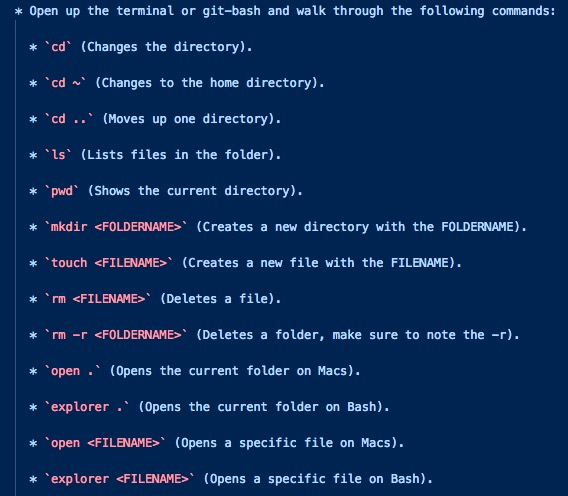 * Open up the terminal or git-bash and walk through the following commands:
* `cd` (Changes the directory).
* `cd ~` (Changes to the home directory).
* `cd ..` (Moves up one directory).
* `ls` (Lists files in the folder).
* `pwd` (Shows the current directory).
* `mkdir <FOLDERNAME>` (Creates a new directory with the FOLDERNAME).
* `touch <FILENAME>` (Creates a new file with the FILENAME).
* `rm <FILENAME>` (Deletes a file).
* `rm -r <FOLDERNAME>` (Deletes a folder, make sure to note the -r).
* `open .` (Opens the current folder on Macs).
* `explorer .` (Opens the current folder on Bash).
* `open <FILENAME>` (Opens a specific file on Macs).
* `explorer <FILENAME>` (Opens a specific file on Bash).